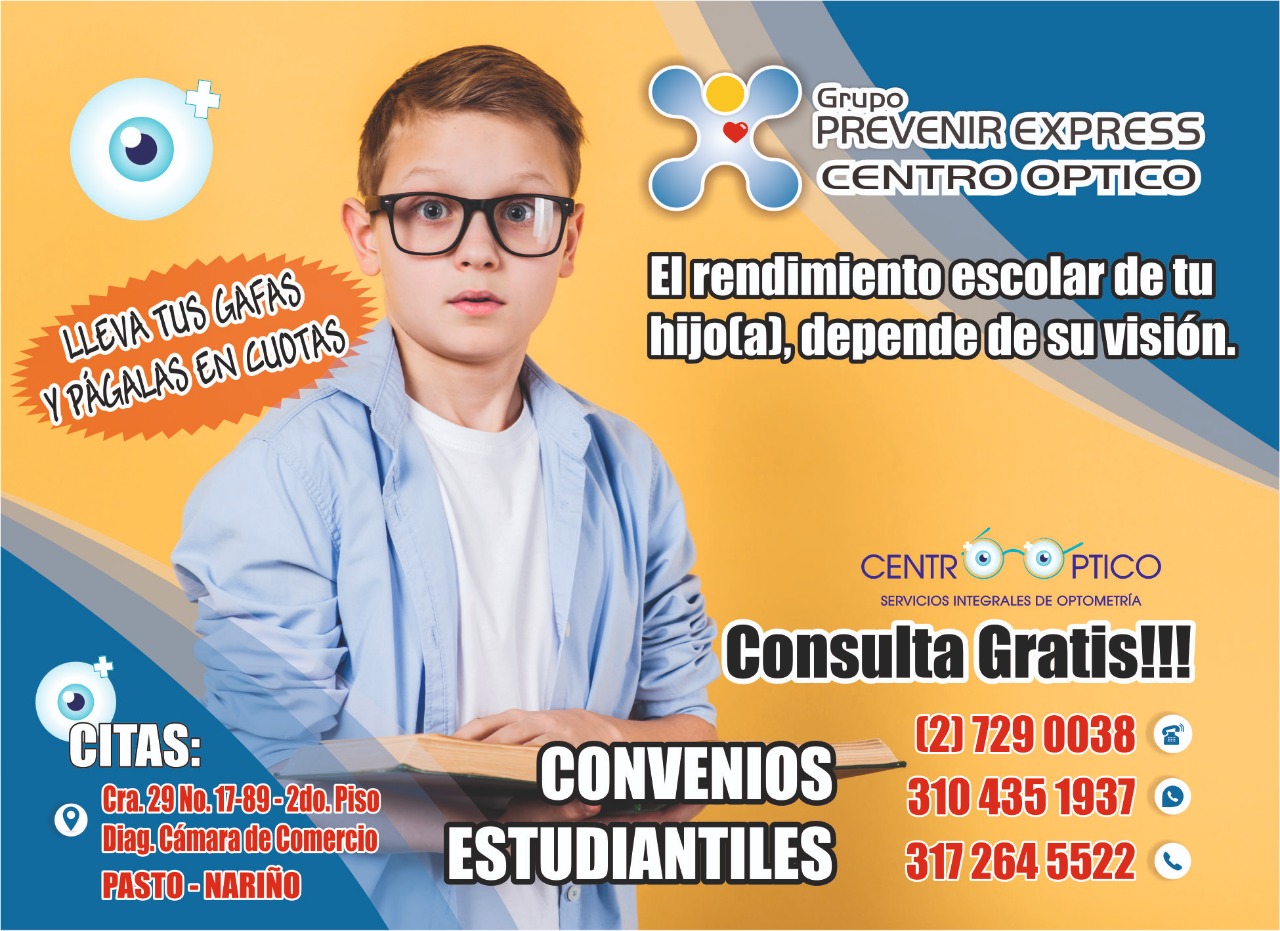 Grupo
PREVENIR EXPRESS
CENTRO OPTICO
El rendimiento escolar de tu
hijo(a), depende de su visión.
LLEVA TUS GAFAS
Y PÁGALAS EN CUOTAS
CENTRO OPTICO
SERVICIOS INTEGRALES DE OPTOMETRÍA
Consulta Gratis!!!
(2) 729 0038
310 435 1937
317 264 5522
CONVENIOS
ESTUDIANTILES
CITAS:
Cra. 29 No. 17-89 - 2do. Piso
Diag. Cámara de Comercio
PASTO - NARIÑO